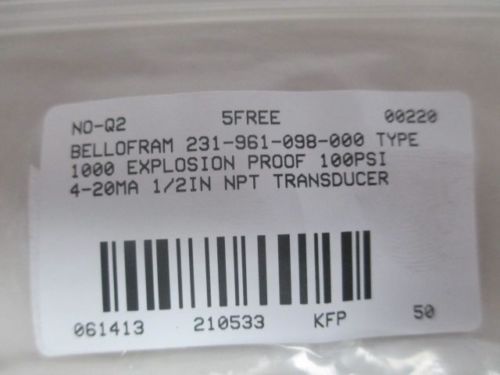 NO-Q2 5FREE 00220
BELLOFRAM 231-961-098-000 TYPE
1000 EXPLOSION PROOF 100PSI
4-20MA 1/2IN NPT TRANSDUCER
061413 210533 KFP 50